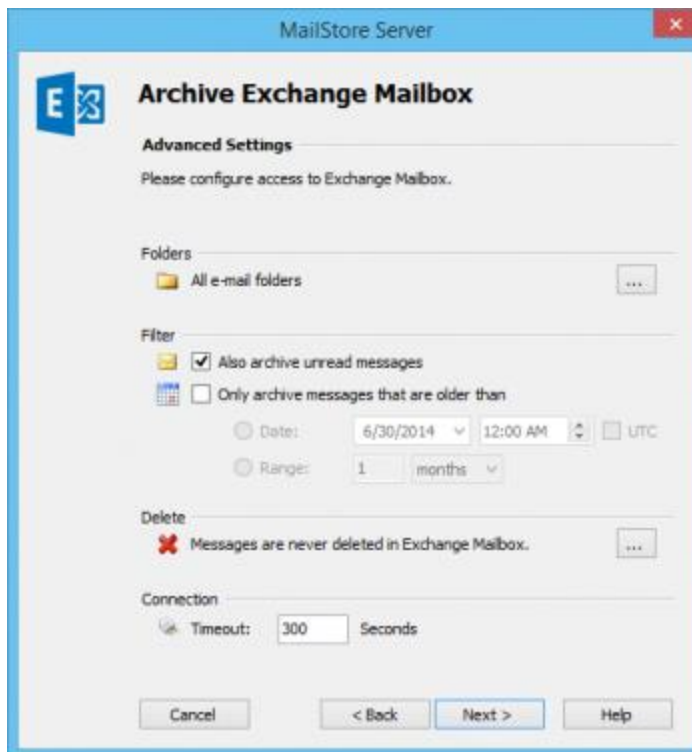 MailStore Server
E
Archive Exchange Mailbox
Advanced Settings
Please configure access to Exchange Mailbox.
Folders
All e-mail folders
...
Filter
Also archive unread messages
Only archive messages that are older than
Date: 6/30/2014 12:00 AM UTC
Range: 1 months
Delete
Messages are never deleted in Exchange Mailbox.
...
Connection
Timeout: 300 Seconds
Cancel < Back Next > Help